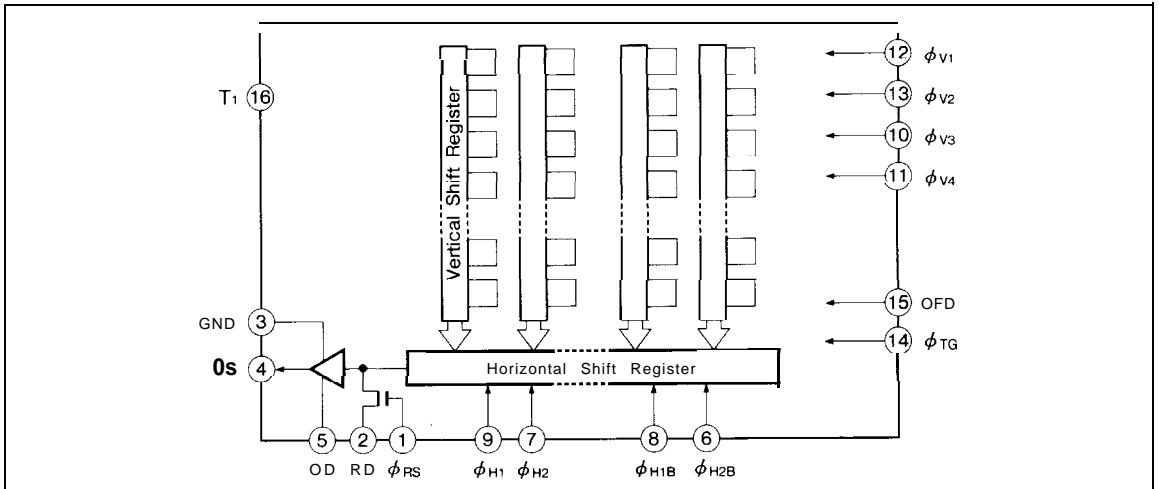 12 ϕV1
T1 16
13 ϕV2
10 ϕV3
11 ϕV4
Vertical Shift Register
15 OFD
GND 3
14 ϕTG
0s 4
Horizontal Shift Register
5 2 1 9 7 8 6
OD RD ϕRS ϕH1 ϕH2 ϕH1B ϕH2B